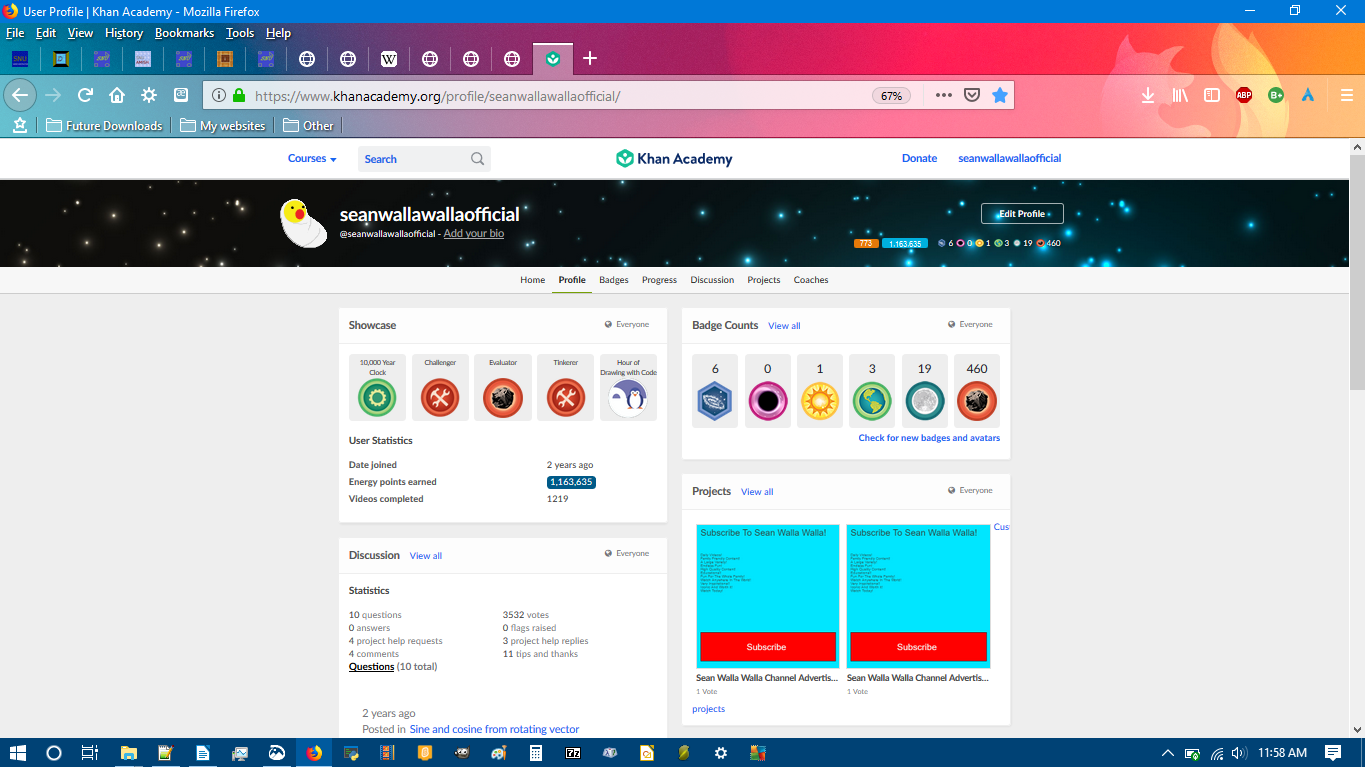 User Profile | Khan Academy - Mozilla Firefox
File Edit View History Bookmarks Tools Help
https://www.khanacademy.org/profile/seanwallawallaofficial/ 67%
ABP B+
Future Downloads My websites Other
Courses Search Khan Academy Donate seanwallawallaofficial
seanwallawallaofficial Edit Profile
@seanwallawallaofficial - Add your bio
773 1,163,635 6 0 1 3 19 460
Home Profile Badges Progress Discussion Projects Coaches
Showcase Everyone
10,000 Year Clock
Challenger
Evaluator
Tinkerer
Hour of Drawing with Code
User Statistics
Date joined 2 years ago
Energy points earned 1,163,635
Videos completed 1219
Badge Counts View all Everyone
6 0 1 3 19 460
Check for new badges and avatars
Discussion View all Everyone
Statistics
10 questions 3532 votes
0 answers 0 flags raised
4 project help requests 3 project help replies
4 comments 11 tips and thanks
Questions (10 total)
2 years ago
Posted in Sine and cosine from rotating vector
Projects View all Everyone
Subscribe To Sean Walla Walla! Subscribe To Sean Walla Walla! Cus
Subscribe Subscribe
Sean Walla Walla Channel Advertis... Sean Walla Walla Channel Advertis...
1 Vote 1 Vote
projects
11:58 AM